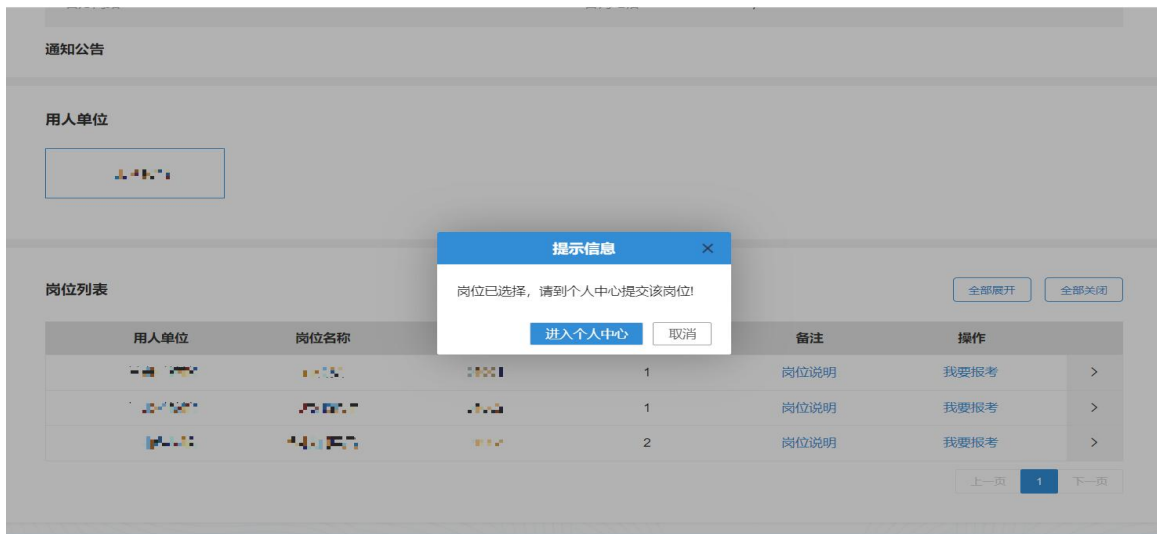 通知公告
用人单位
提示信息 ×
岗位已选择，请到个人中心提交该岗位!
进入个人中心 取消
岗位列表 全部展开 全部关闭
用人单位 岗位名称 备注 操作
1 岗位说明 我要报考 >
1 岗位说明 我要报考 >
2 岗位说明 我要报考 >
上一页 1 下一页